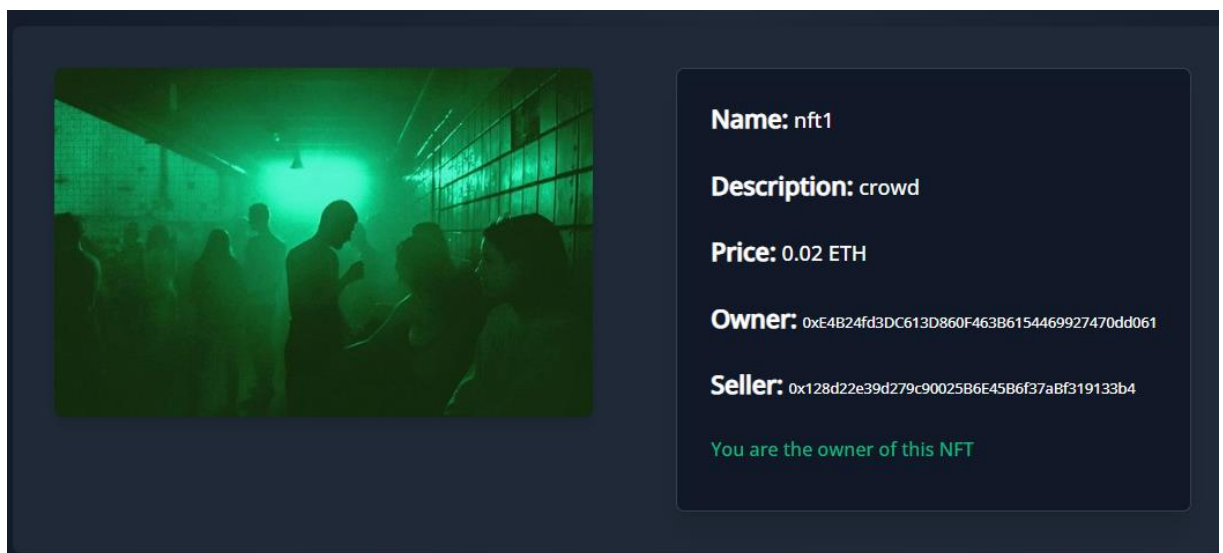 Name: nft1
Description: crowd
Price: 0.02 ETH
Owner: 0xE4B24fd3DC613D860F463B6154469927470dd061
Seller: 0x128d22e39d279c90025B6E45B6f37aBf319133b4
You are the owner of this NFT